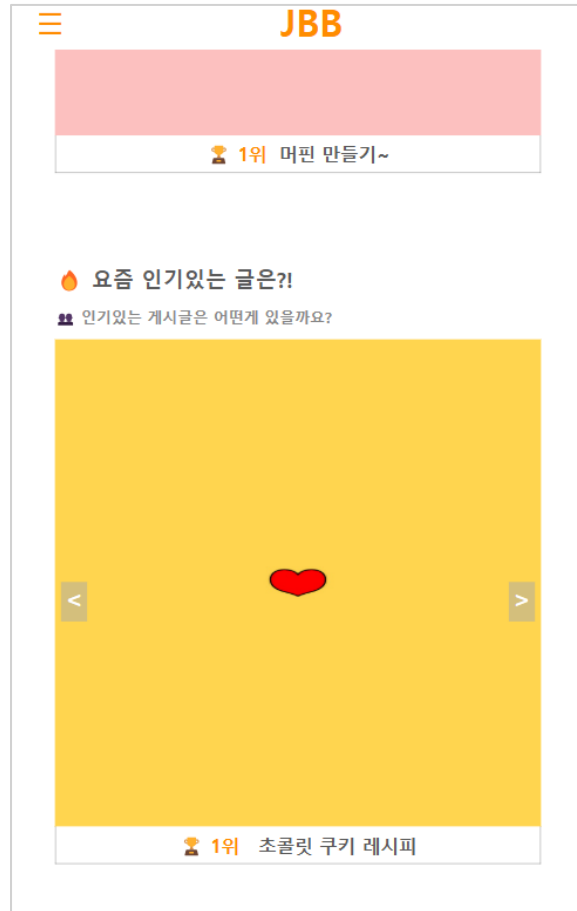 JBB
1위 머핀 만들기~
요즘 인기있는 글은?!
인기있는 게시글은 어떤게 있을까요?
<
>
1위 초콜릿 쿠키 레시피